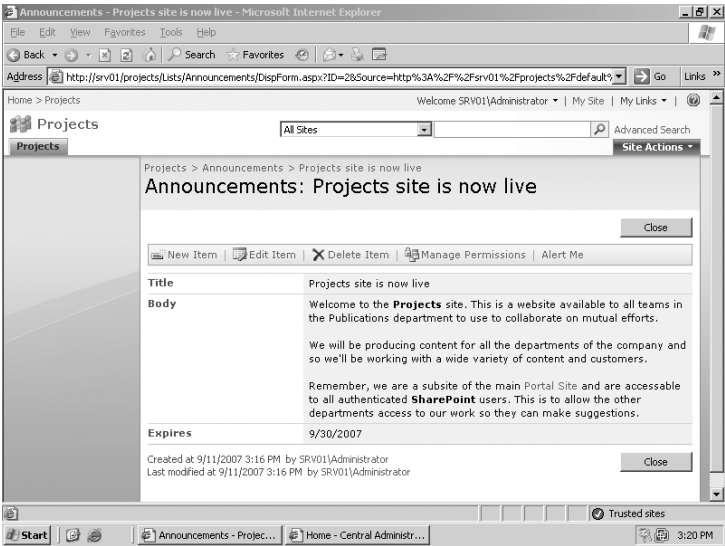 Announcements - Projects site is now live - Microsoft Internet Explorer
File Edit View Favorites Tools Help
Back Search Favorites
Address http://srv01/projects/Lists/Announcements/DispForm.aspx?ID=2&Source=http%3A%2F%2Fsrv01%2Fprojects%2Fdefault% Go Links »
Home > Projects Welcome SRV01\Administrator | My Site | My Links |
Projects All Sites Advanced Search
Projects Site Actions
Projects > Announcements > Projects site is now live
Announcements: Projects site is now live
Close
New Item | Edit Item | Delete Item | Manage Permissions | Alert Me
Title Projects site is now live
Body Welcome to the Projects site. This is a website available to all teams in
the Publications department to use to collaborate on mutual efforts.
We will be producing content for all the departments of the company and
so we'll be working with a wide variety of content and customers.
Remember, we are a subsite of the main Portal Site and are accessable
to all authenticated SharePoint users. This is to allow the other
departments access to our work so they can make suggestions.
Expires 9/30/2007
Created at 9/11/2007 3:16 PM by SRV01\Administrator
Last modified at 9/11/2007 3:16 PM by SRV01\Administrator
Close
Trusted sites
Start Announcements - Projec... Home - Central Administr... 3:20 PM